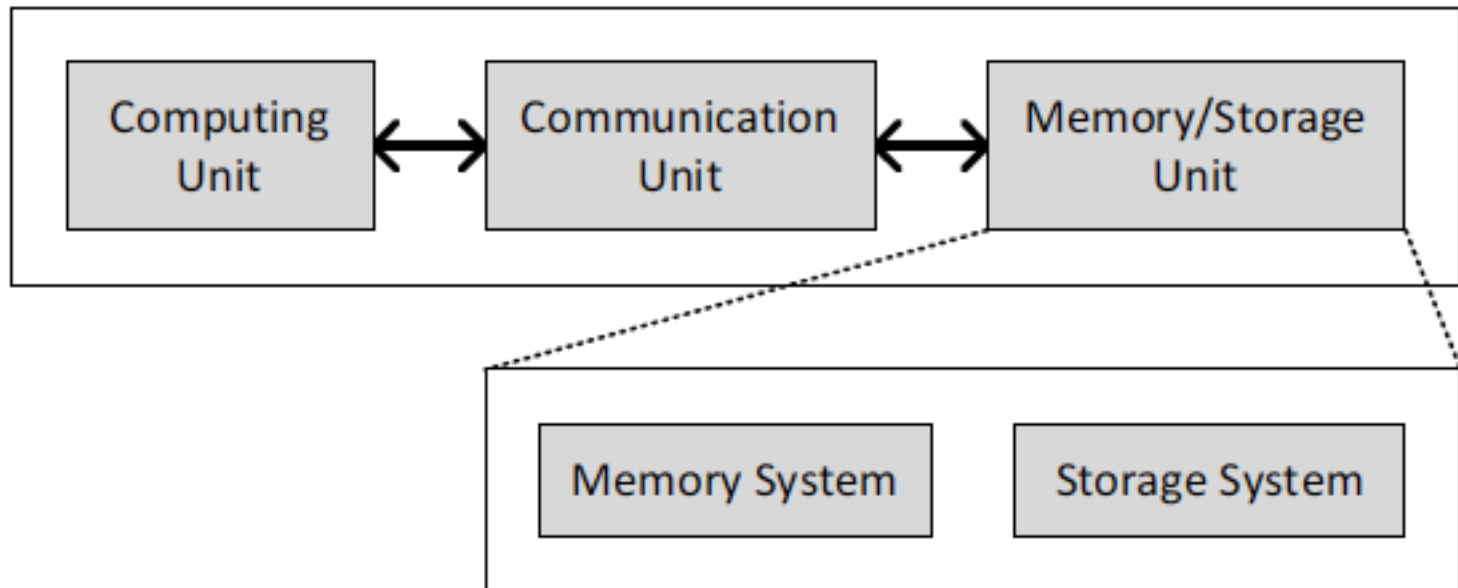 Computing
Unit
Communication
Unit
Memory/Storage
Unit
Memory System
Storage System